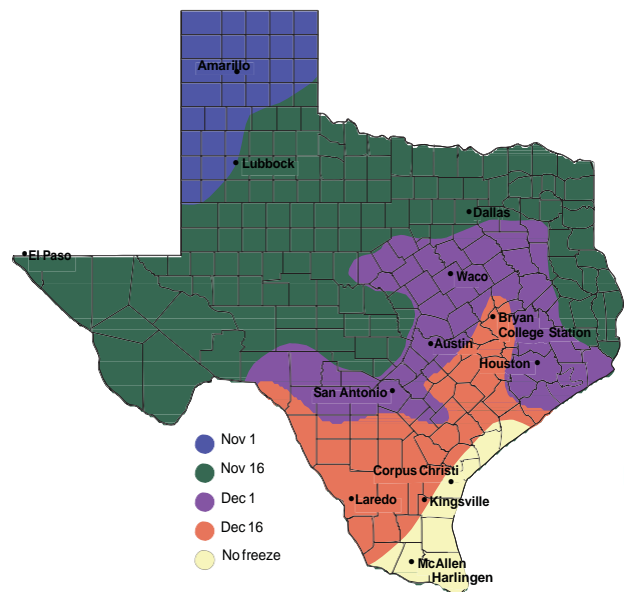 Amarillo
Lubbock
Dallas
El Paso
Waco
Bryan
College Station
Austin
Houston
San Antonio
Nov 1
Nov 16
Dec 1
Dec 16
No freeze
Corpus Christi
Laredo
Kingsville
McAllen
Harlingen